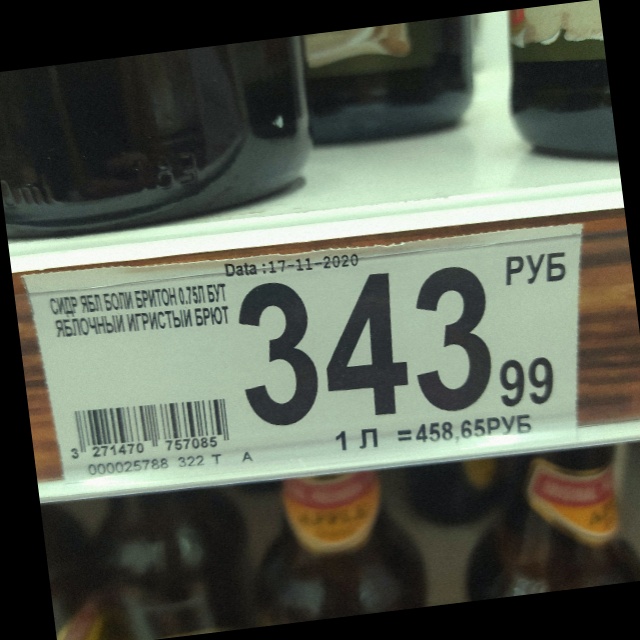 Data :17-11-2020
СИДР ЯБЛ БОЛИ БРИТОН 0.75Л БУТ
ЯБЛОЧНЫЙ ИГРИСТЫЙ БРЮТ
343 99 РУБ
1 Л =458,65РУБ
3 271470 757085
000025788 322 Т А
APPLE